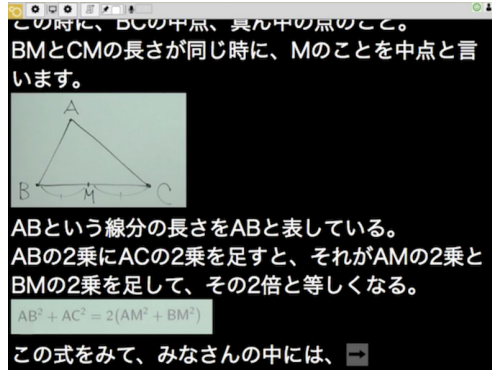 この時に、BCの中点、真ん中の点のこと。
BMとCMの長さが同じ時に、Mのことを中点と言
います。
A
B
M
C
ABという線分の長さをABと表している。
ABの2乗にACの2乗を足すと、それがAMの2乗と
BMの2乗を足して、その2倍と等しくなる。
AB² + AC² = 2(AM² + BM²)
この式をみて、みなさんの中には、→